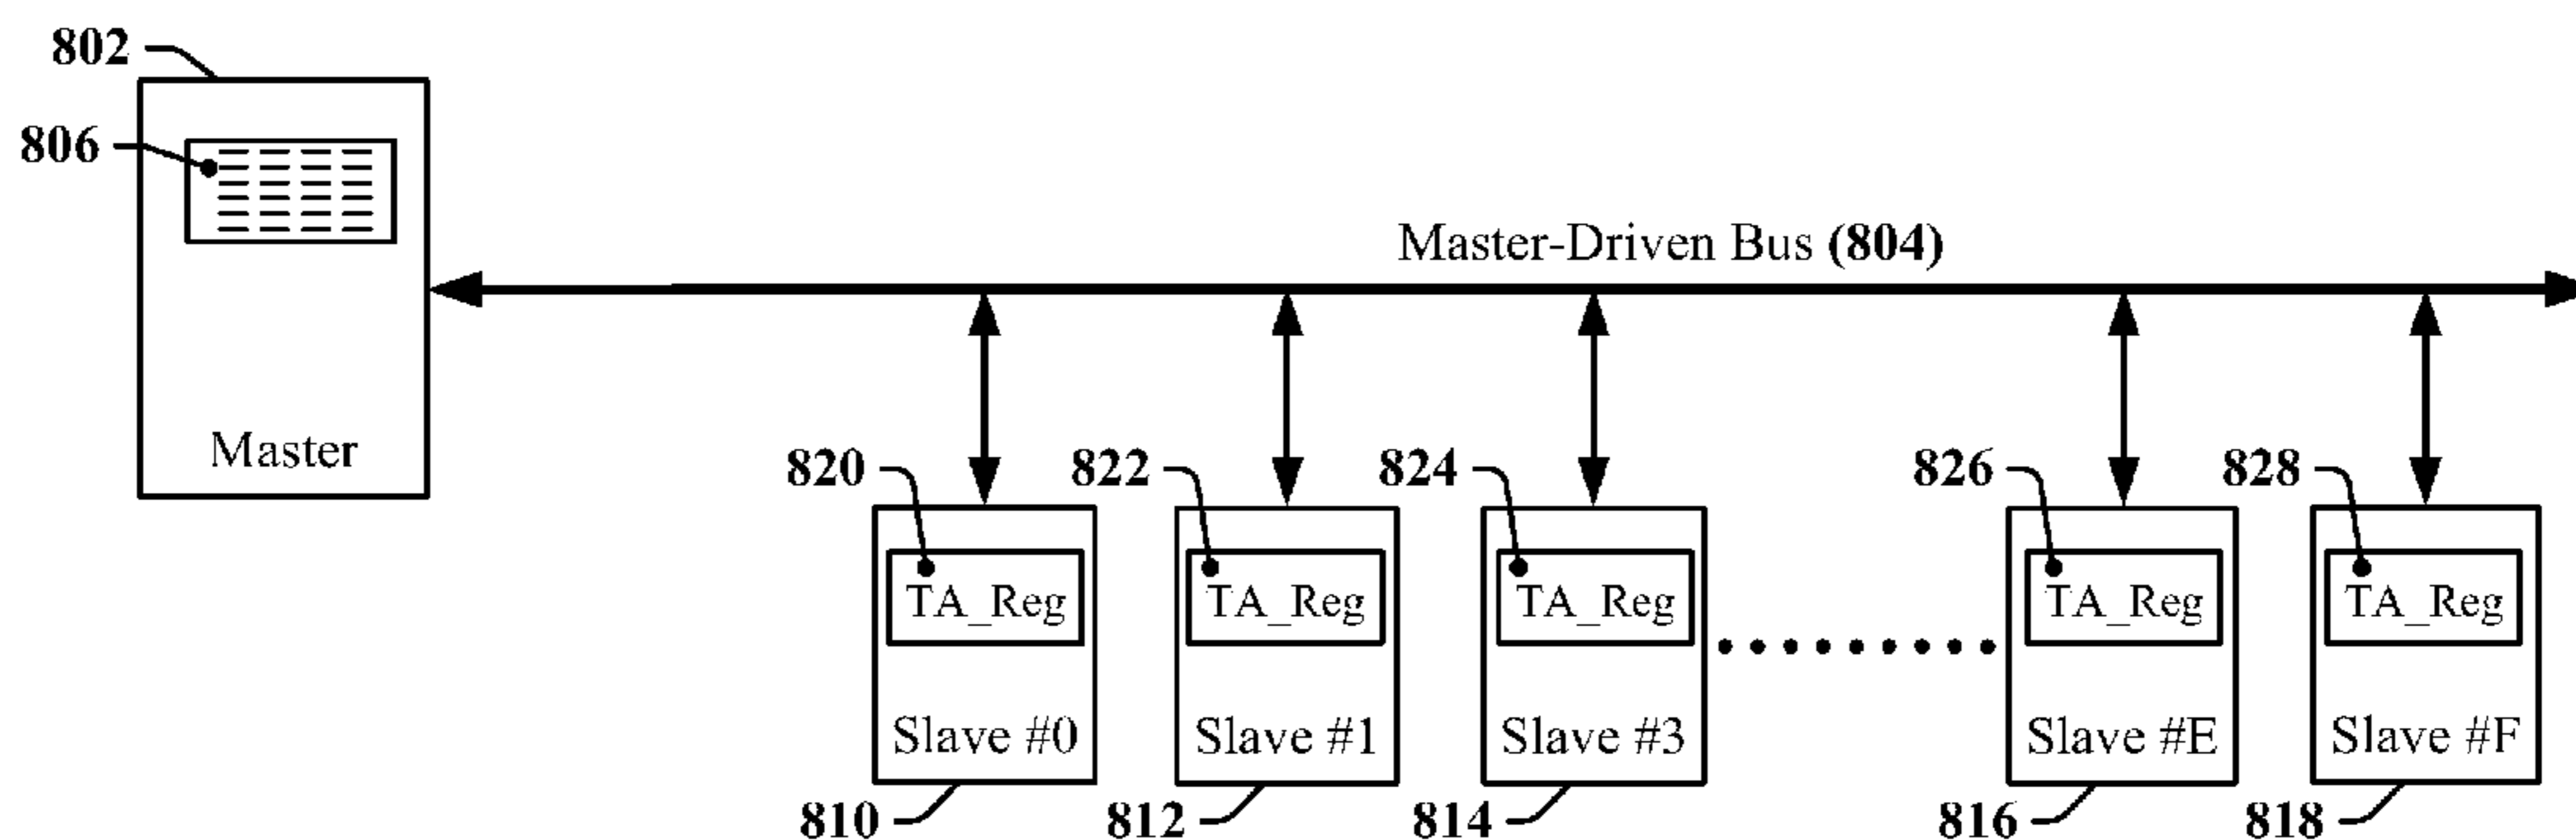 802
806
Master-Driven Bus (804)
Master
820
822
824
826
828
TA_Reg
TA_Reg
TA_Reg
TA_Reg
TA_Reg
Slave #0
Slave #1
Slave #3
Slave #E
Slave #F
810
812
814
816
818